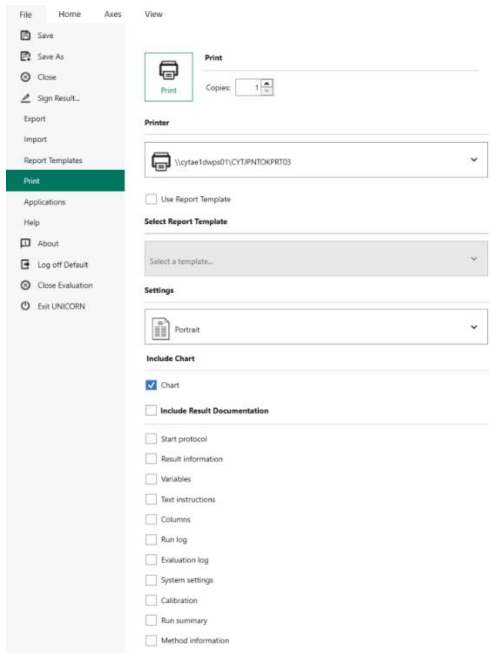 File Home Axes View
Save
Save As
Close
Sign Result...
Export
Import
Report Templates
Print
Applications
Help
About
Log off Default
Close Evaluation
Exit UNICORN
Print
Print
Copies: 1
Printer
\\cytae1dwps01\CYTJPNTOKPRT03
Use Report Template
Select Report Template
Select a template...
Settings
Portrait
Include Chart
Chart
Include Result Documentation
Start protocol
Result information
Variables
Text instructions
Columns
Run log
Evaluation log
System settings
Calibration
Run summary
Method information